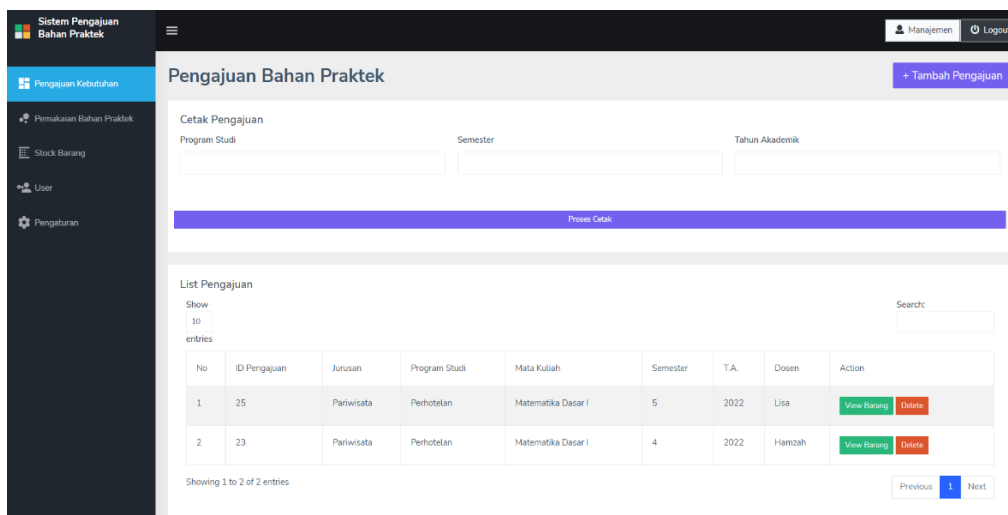 Sistem Pengajuan
Bahan Praktek
Manajemen
Logout
Pengajuan Kebutuhan
Pemakaian Bahan Praktek
Stock Barang
User
Pengaturan
Pengajuan Bahan Praktek
+ Tambah Pengajuan
Cetak Pengajuan
Program Studi Semester Tahun Akademik
Proses Cetak
List Pengajuan
Show
10
entries
Search:
No ID Pengajuan Jurusan Program Studi Mata Kuliah Semester T.A. Dosen Action
1 25 Pariwisata Perhotelan Matematika Dasar I 5 2022 Lisa View Barang Delete
2 23 Pariwisata Perhotelan Matematika Dasar I 4 2022 Hamzah View Barang Delete
Showing 1 to 2 of 2 entries
Previous 1 Next